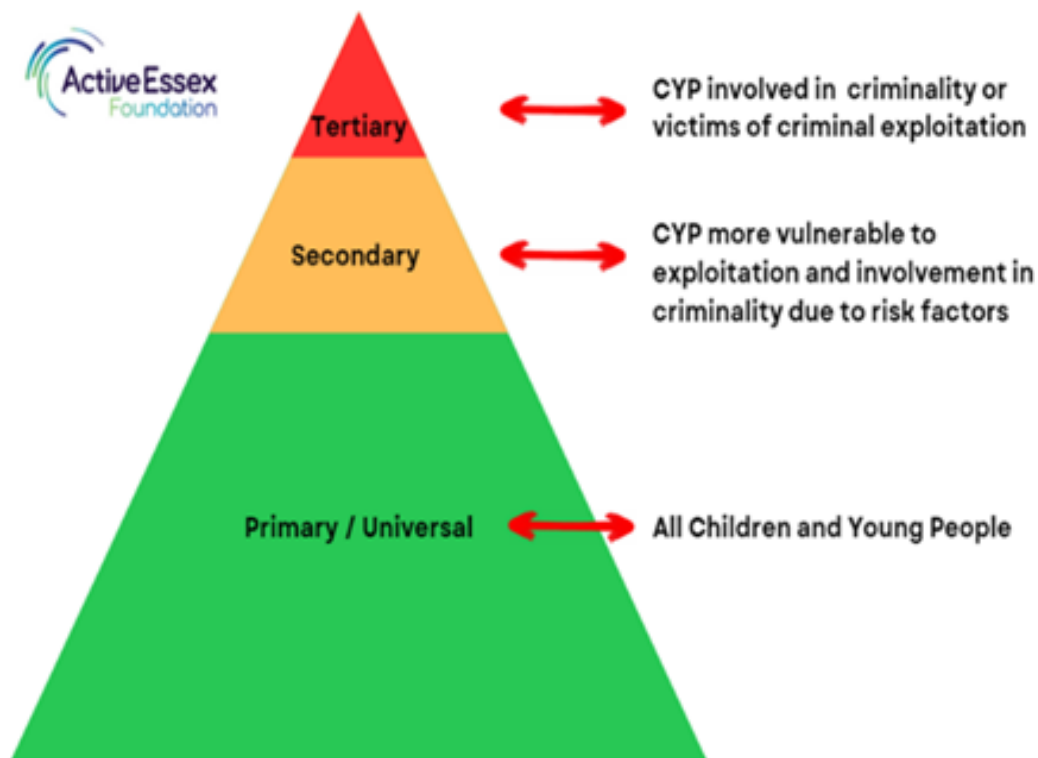 ActiveEssex
Foundation
Tertiary
CYP involved in criminality or
victims of criminal exploitation
Secondary
CYP more vulnerable to
exploitation and involvement in
criminality due to risk factors
Primary / Universal
All Children and Young People